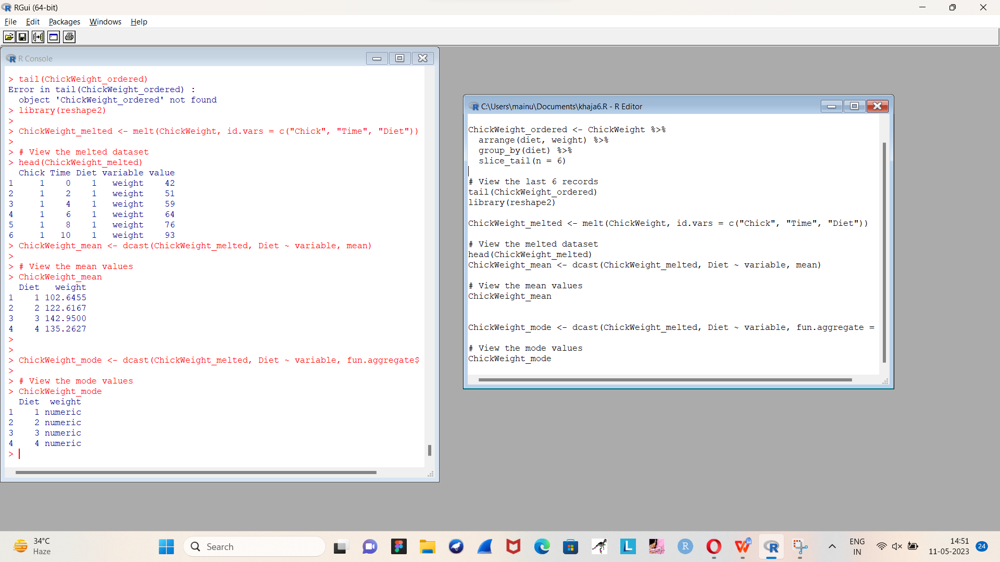 RGui (64-bit)
File Edit Packages Windows Help
R Console
> tail(ChickWeight_ordered)
Error in tail(ChickWeight_ordered) :
  object 'ChickWeight_ordered' not found
> library(reshape2)
>
> ChickWeight_melted <- melt(ChickWeight, id.vars = c("Chick", "Time", "Diet"))
>
> # View the melted dataset
> head(ChickWeight_melted)
  Chick Time Diet variable value
1     1    0    1   weight    42
2     1    2    1   weight    51
3     1    4    1   weight    59
4     1    6    1   weight    64
5     1    8    1   weight    76
6     1   10    1   weight    93
> ChickWeight_mean <- dcast(ChickWeight_melted, Diet ~ variable, mean)
>
> # View the mean values
> ChickWeight_mean
  Diet   weight
1    1 102.6455
2    2 122.6167
3    3 142.9500
4    4 135.2627
>
>
> ChickWeight_mode <- dcast(ChickWeight_melted, Diet ~ variable, fun.aggregate$
>
> # View the mode values
> ChickWeight_mode
  Diet  weight
1    1 numeric
2    2 numeric
3    3 numeric
4    4 numeric
>
C:\Users\mainu\Documents\khaja6.R - R Editor
ChickWeight_ordered <- ChickWeight %>%
  arrange(diet, weight) %>%
  group_by(diet) %>%
  slice_tail(n = 6)
# View the last 6 records
tail(ChickWeight_ordered)
library(reshape2)
ChickWeight_melted <- melt(ChickWeight, id.vars = c("Chick", "Time", "Diet"))
# View the melted dataset
head(ChickWeight_melted)
ChickWeight_mean <- dcast(ChickWeight_melted, Diet ~ variable, mean)
# View the mean values
ChickWeight_mean
ChickWeight_mode <- dcast(ChickWeight_melted, Diet ~ variable, fun.aggregate =
# View the mode values
ChickWeight_mode
34°C
Haze
Search
ENG
IN
14:51
11-05-2023
24